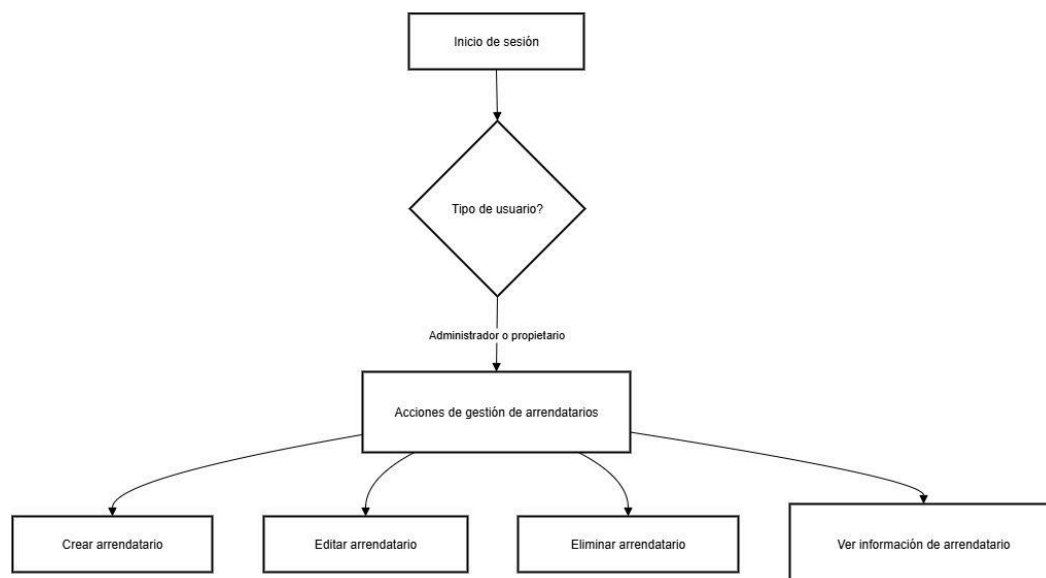 Inicio de sesión
Tipo de usuario?
Administrador o propietario
Acciones de gestión de arrendatarios
Crear arrendatario
Editar arrendatario
Eliminar arrendatario
Ver información de arrendatario